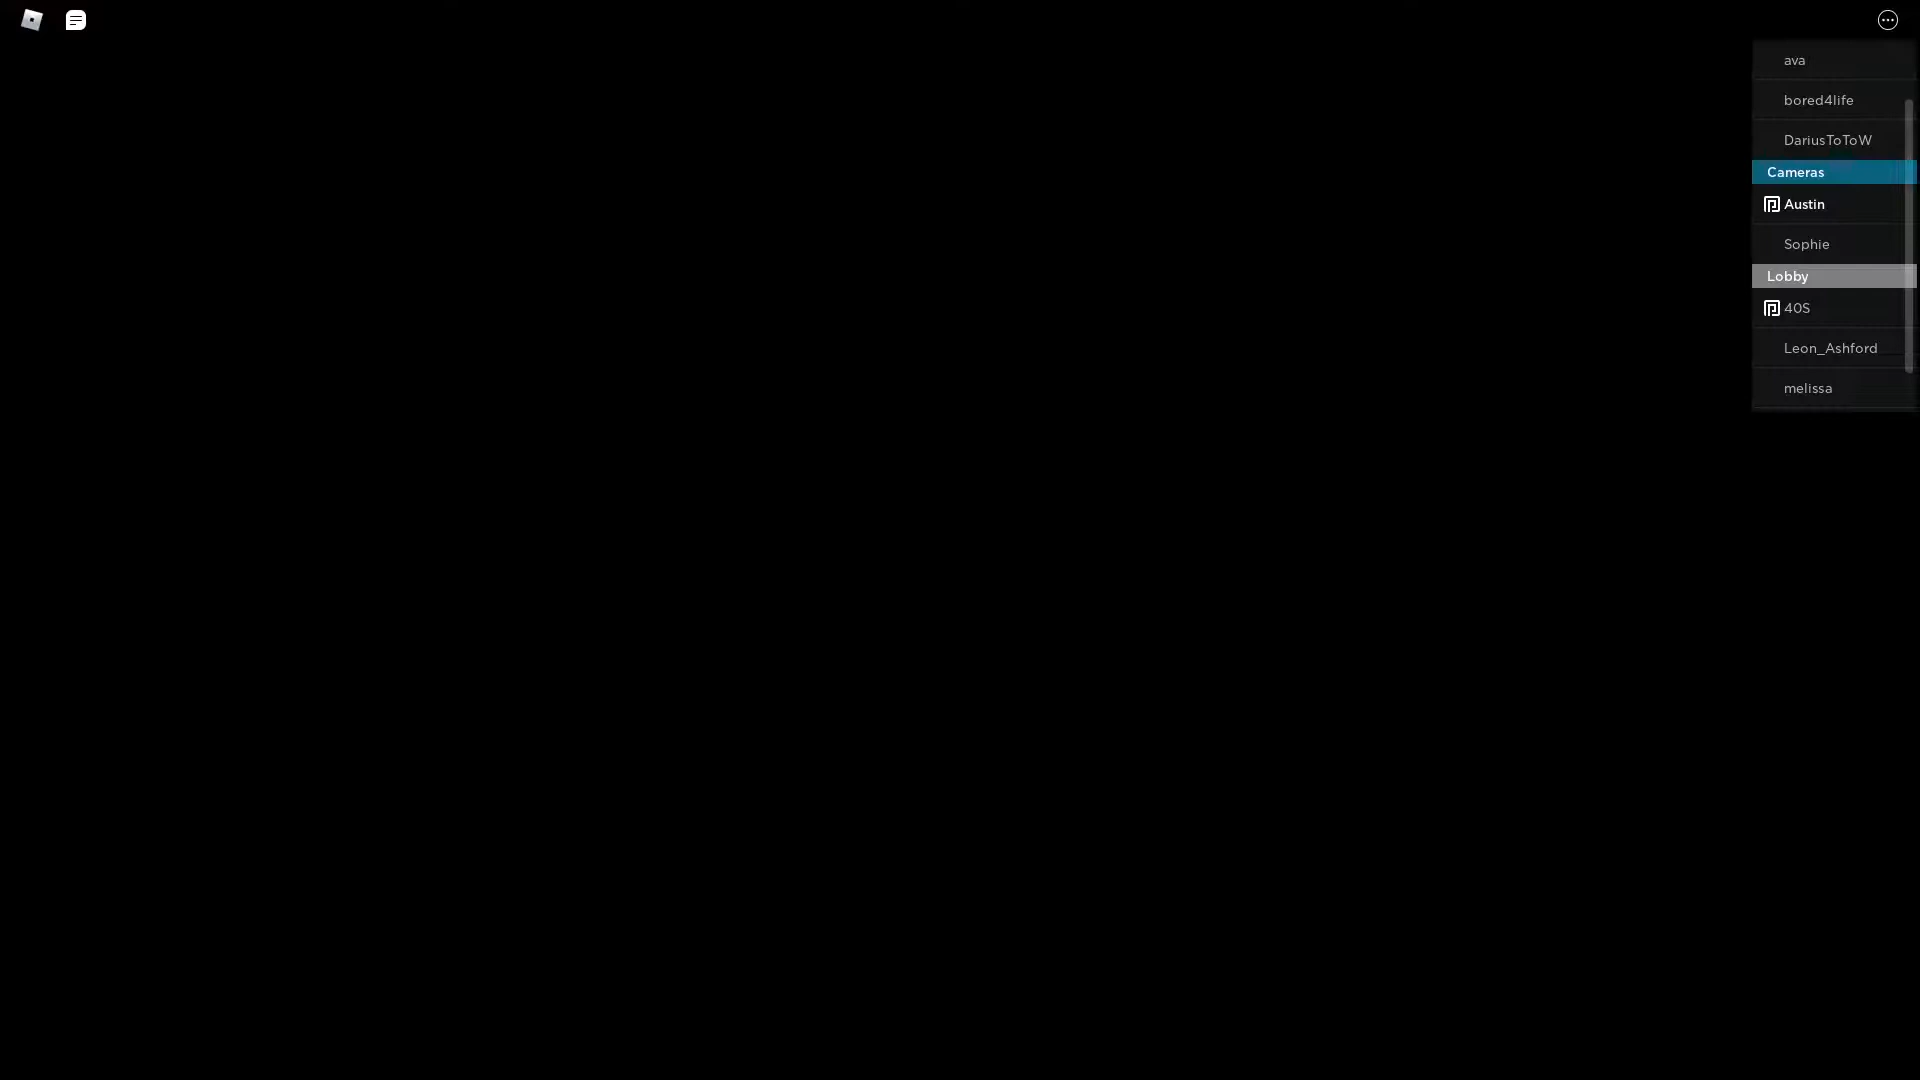 ava
bored4life
DariusToToW
Cameras
Austin
Sophie
Lobby
40S
Leon_Ashford
melissa